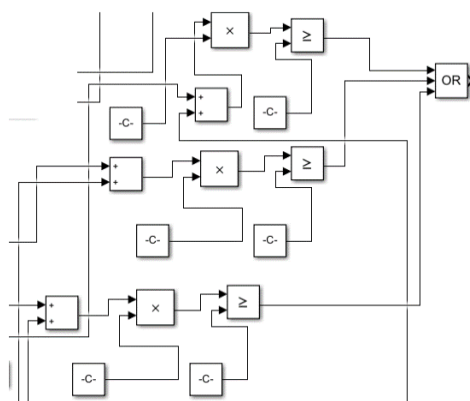 ×
≥
OR
+
+
-C-
-C-
+
+
×
≥
-C-
-C-
+
+
×
≥
-C-
-C-